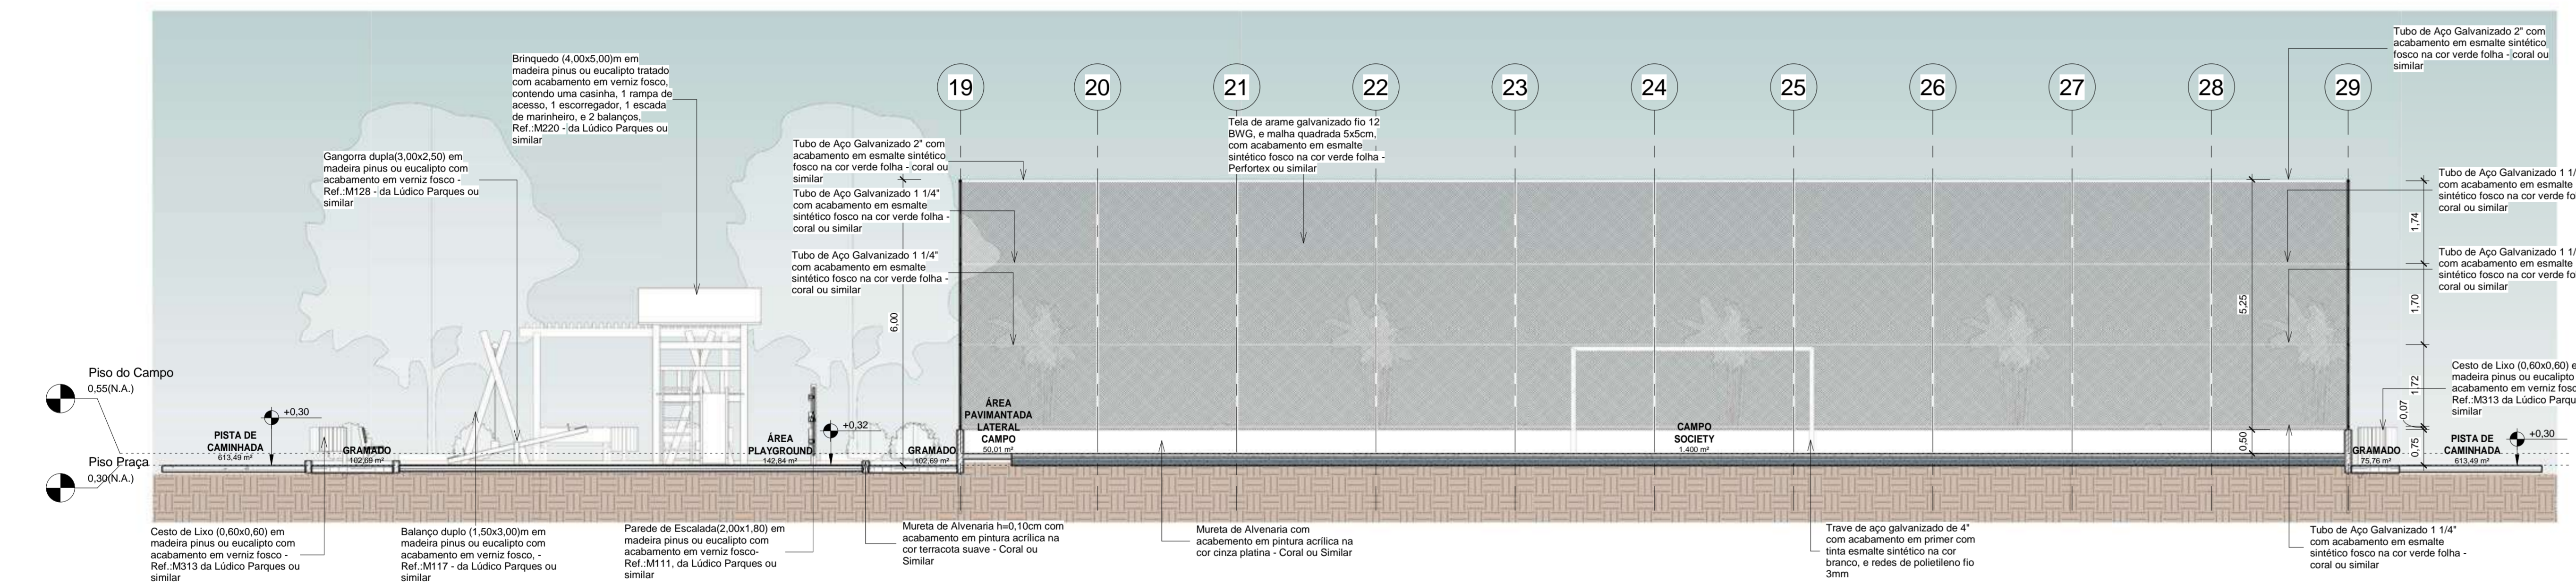 Tubo de Aço Galvanizado 2" com
acabamento em esmalte sintético
fosco na cor verde folha - coral ou
similar
Brinquedo (4,00x5,00)m em
madeira pinus ou eucalipto tratado
com acabamento em verniz fosco,
contendo uma casinha, 1 rampa de
acesso, 1 escorregador, 1 escada
de marinheiro, e 2 balanços,
Ref.:M220 - da Lúdico Parques ou
similar
19
20
21
22
23
24
25
26
27
28
29
Tela de arame galvanizado fio 12
BWG, e malha quadrada 5x5cm,
com acabamento em esmalte
sintético fosco na cor verde folha -
Perfortex ou similar
Gangorra dupla(3,00x2,50) em
madeira pinus ou eucalipto com
acabamento em verniz fosco -
Ref.:M128 - da Lúdico Parques ou
similar
Tubo de Aço Galvanizado 2" com
acabamento em esmalte sintético
fosco na cor verde folha - coral ou
similar
Tubo de Aço Galvanizado 1 1/4"
com acabamento em esmalte
sintético fosco na cor verde folha -
coral ou similar
Tubo de Aço Galvanizado 1 1/4"
com acabamento em esmalte
sintético fosco na cor verde folha -
coral ou similar
Tubo de Aço Galvanizado 1 1/
com acabamento em esmalte
sintético fosco na cor verde fo
coral ou similar
Tubo de Aço Galvanizado 1 1/
com acabamento em esmalte
sintético fosco na cor verde fo
coral ou similar
6,00
5,25
0,50
1,74
1,70
1,72
0,07
0,75
Cesto de Lixo (0,60x0,60) e
madeira pinus ou eucalipto
acabamento em verniz fosc
Ref.:M313 da Lúdico Parqu
similar
Piso do Campo
0,55(N.A.)
Piso Praça
0,30(N.A.)
+0,30
PISTA DE
CAMINHADA
613,49 m²
GRAMADO
102,69 m²
ÁREA
PLAYGROUND
142,84 m²
+0,32
GRAMADO
102,69 m²
ÁREA
PAVIMANTADA
LATERAL
CAMPO
50,01 m²
CAMPO
SOCIETY
1.400 m²
GRAMADO
75,76 m²
PISTA DE
CAMINHADA
613,49 m²
+0,30
Cesto de Lixo (0,60x0,60) em
madeira pinus ou eucalipto com
acabamento em verniz fosco -
Ref.:M313 da Lúdico Parques ou
similar
Balanço duplo (1,50x3,00)m em
madeira pinus ou eucalipto com
acabamento em verniz fosco, -
Ref.:M117 - da Lúdico Parques ou
similar
Parede de Escalada(2,00x1,80) em
madeira pinus ou eucalipto com
acabamento em verniz fosco-
Ref.:M111, da Lúdico Parques ou
similar
Mureta de Alvenaria h=0,10cm com
acabamento em pintura acrílica na
cor terracota suave - Coral ou
Similar
Mureta de Alvenaria com
acabemento em pintura acrílica na
cor cinza platina - Coral ou Similar
Trave de aço galvanizado de 4"
com acabamento em primer com
tinta esmalte sintético na cor
branco, e redes de polietileno fio
3mm
Tubo de Aço Galvanizado 1 1/4"
com acabamento em esmalte
sintético fosco na cor verde folha -
coral ou similar